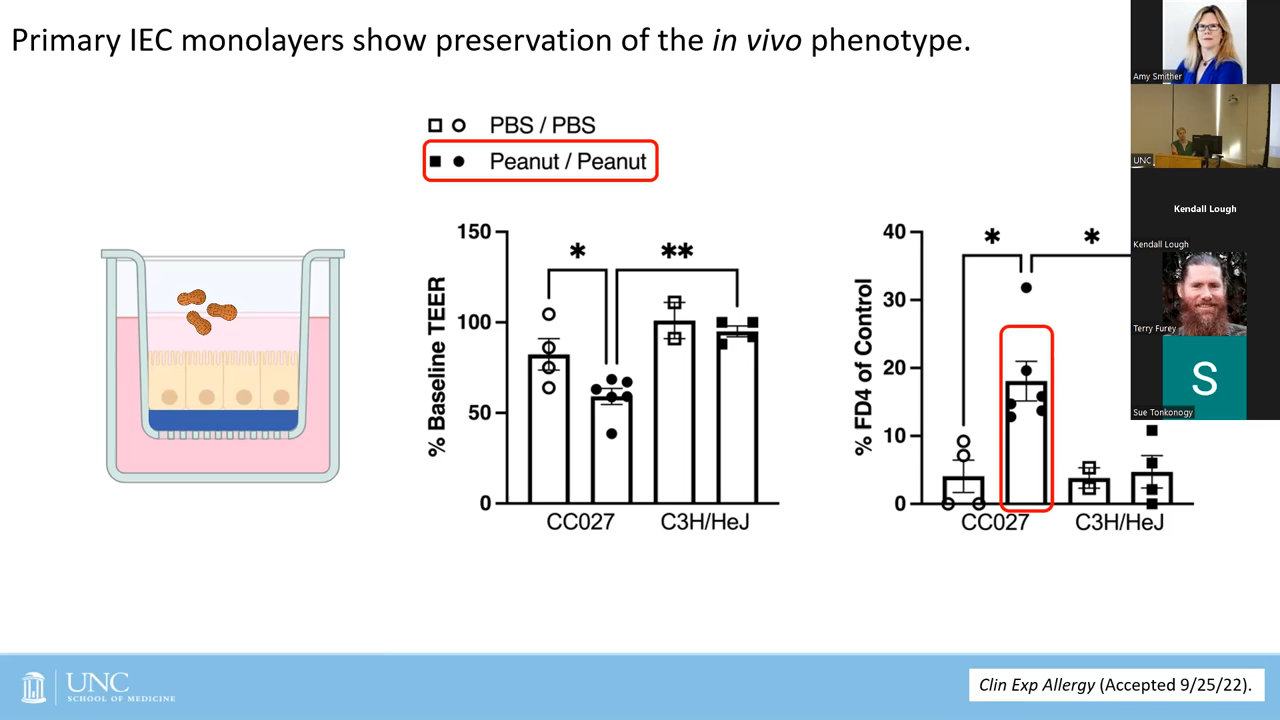 Primary IEC monolayers show preservation of the in vivo phenotype.
PBS / PBS
Peanut / Peanut
% Baseline TEER
150
100
50
0
*
**
CC027
C3H/HeJ
% FD4 of Control
40
30
20
10
0
*
*
CC027
C3H/HeJ
Amy Smither
UNC
Kendall Lough
Kendall Lough
Terry Furey
S
Sue Tonkonogy
UNC
SCHOOL OF MEDICINE
Clin Exp Allergy (Accepted 9/25/22).